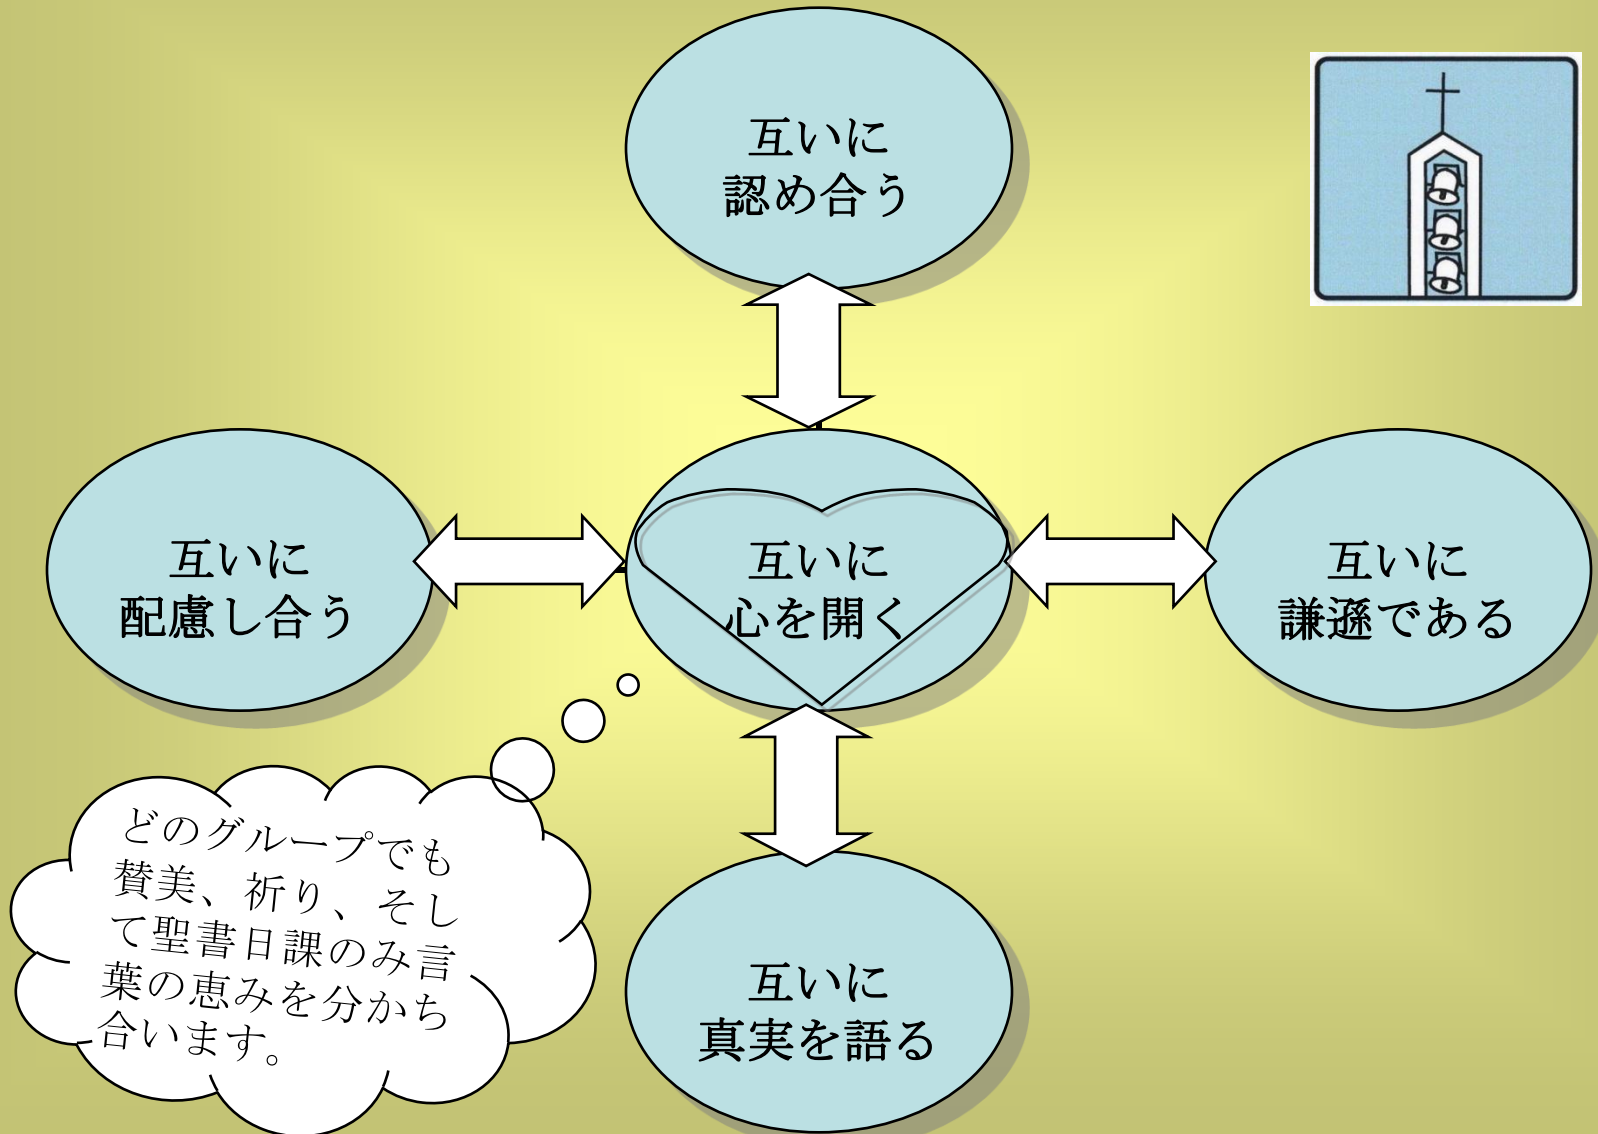 互いに
認め合う
互いに
配慮し合う
互いに
心を開く
互いに
謙遜である
互いに
真実を語る
どのグループでも
賛美、祈り、そし
て聖書日課のみ言
葉の恵みを分かち
合います。